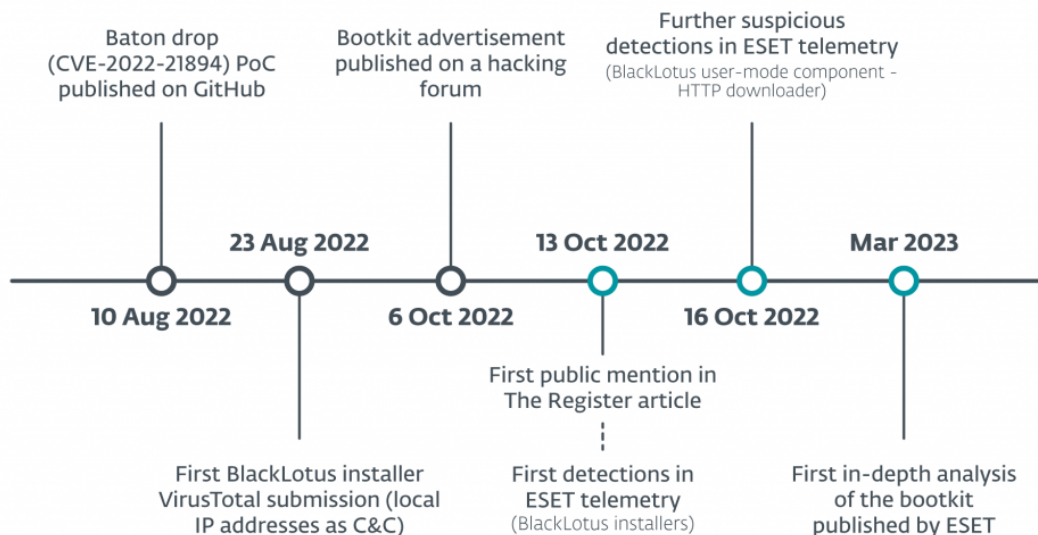 Baton drop
(CVE-2022-21894) PoC
published on GitHub
Bootkit advertisement
published on a hacking
forum
Further suspicious
detections in ESET telemetry
(BlackLotus user-mode component -
HTTP downloader)
23 Aug 2022
13 Oct 2022
Mar 2023
10 Aug 2022
6 Oct 2022
16 Oct 2022
First public mention in
The Register article
First BlackLotus installer
VirusTotal submission (local
IP addresses as C&C)
First detections in
ESET telemetry
(BlackLotus installers)
First in-depth analysis
of the bootkit
published by ESET